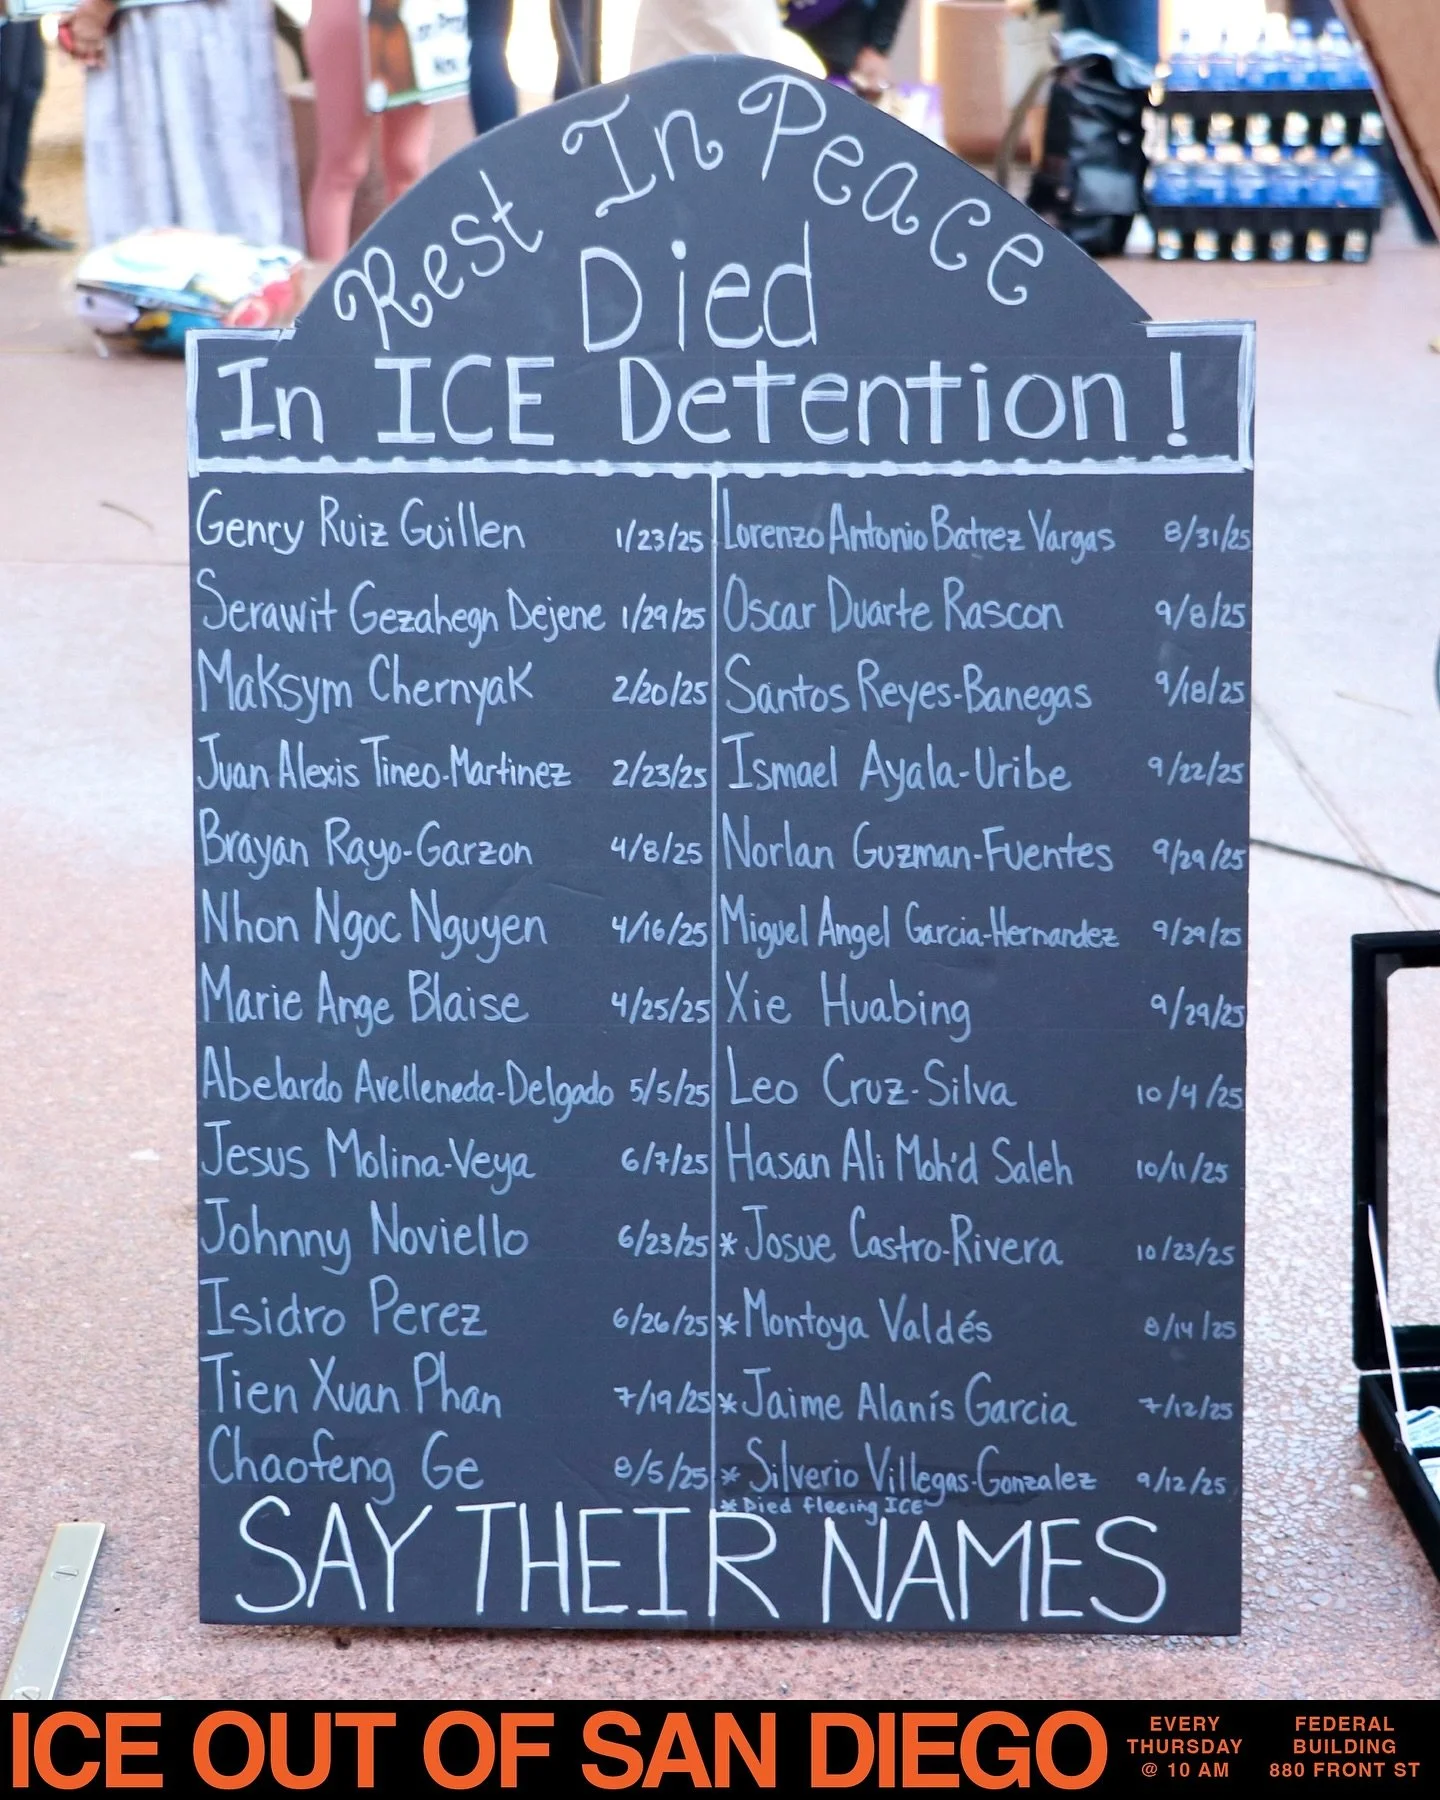 Rest In Peace
Died
In ICE Detention!
Genry Ruiz Guillen 1/23/25
Serawit Gezahegn Dejene 1/29/25
Maksym Chernyak 2/20/25
Juan Alexis Tineo-Martinez 2/23/25
Brayan Rayo-Garzon 4/8/25
Nhon Ngoc Nguyen 4/16/25
Marie Ange Blaise 4/25/25
Abelardo Avelleneda-Delgado 5/5/25
Jesus Molina-Veya 6/7/25
Johnny Noviello 6/23/25
Isidro Perez 6/26/25
Tien Xuan Phan 7/19/25
Chaofeng Ge 8/5/25
Lorenzo Antonio Batrez Vargas 8/31/25
Oscar Duarte Rascon 9/8/25
Santos Reyes-Banegas 9/18/25
Ismael Ayala-Uribe 9/22/25
Norlan Guzman-Fuentes 9/29/25
Miguel Angel Garcia-Hernandez 9/29/25
Xie Huabing 9/29/25
Leo Cruz-Silva 10/4/25
Hasan Ali Moh'd Saleh 10/11/25
* Josue Castro-Rivera 10/23/25
* Montoya Valdés 8/14/25
* Jaime Alanís Garcia 7/12/25
* Silverio Villegas-Gonzalez 9/12/25
* Died fleeing ICE
SAY THEIR NAMES
ICE OUT OF SAN DIEGO
EVERY
THURSDAY
@ 10 AM
FEDERAL
BUILDING
880 FRONT ST